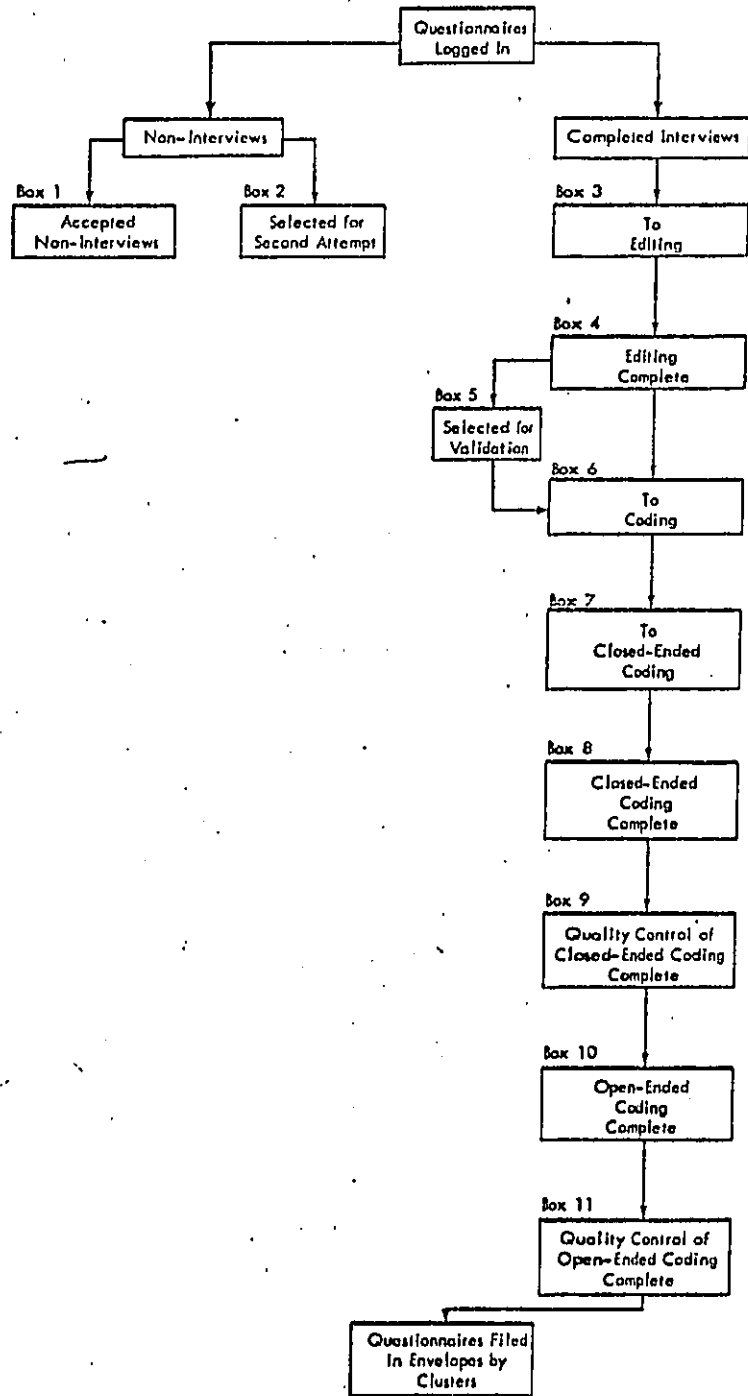 Questionnaires
Logged In
Non-Interviews
Completed Interviews
Box 1
Accepted
Non-Interviews
Box 2
Selected for
Second Attempt
Box 3
To
Editing
Box 4
Editing
Complete
Box 5
Selected for
Validation
Box 6
To
Coding
Box 7
To
Closed-Ended
Coding
Box 8
Closed-Ended
Coding
Complete
Box 9
Quality Control of
Closed-Ended Coding
Complete
Box 10
Open-Ended
Coding
Complete
Box 11
Quality Control of
Open-Ended Coding
Complete
Questionnaires Filed
In Envelopes by
Clusters